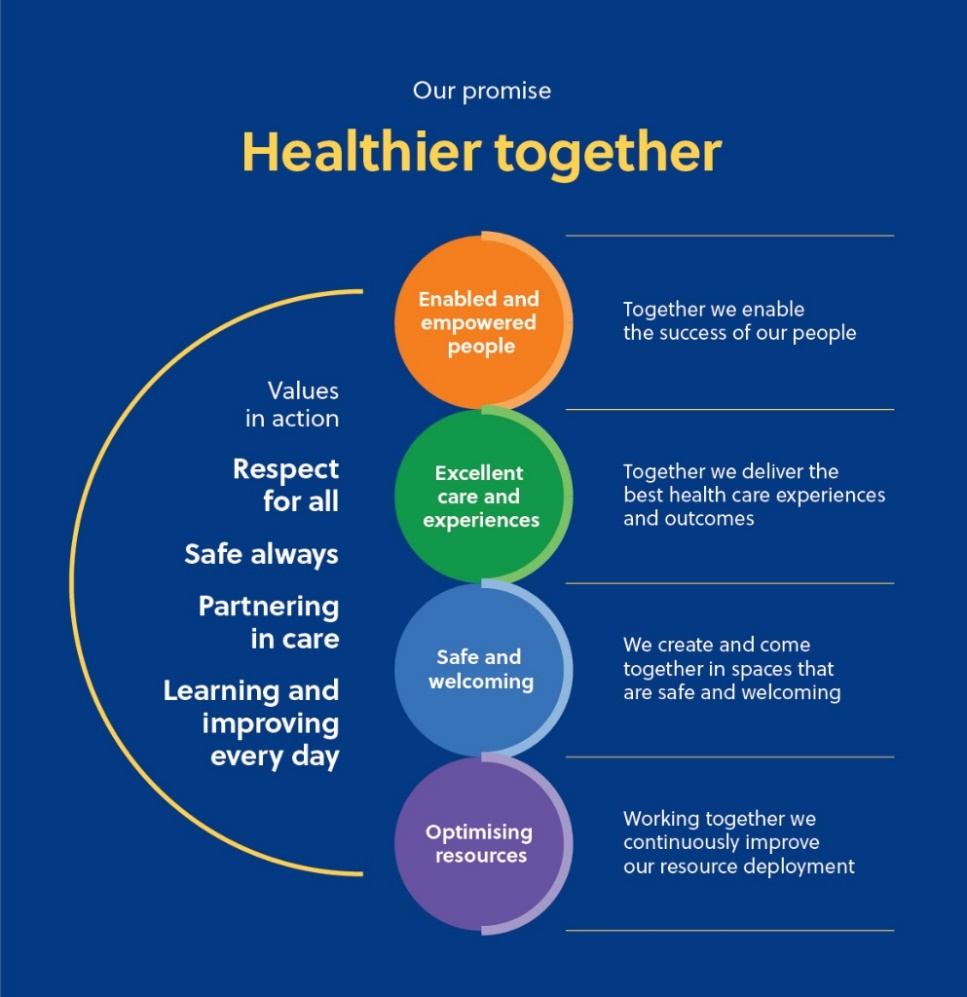 Our promise
Healthier together
Values
in action
Respect
for all
Safe always
Partnering
in care
Learning and
improving
every day
Enabled and
empowered
people
Together we enable
the success of our people
Excellent
care and
experiences
Together we deliver the
best health care experiences
and outcomes
Safe and
welcoming
We create and come
together in spaces that
are safe and welcoming
Optimising
resources
Working together we
continuously improve
our resource deployment